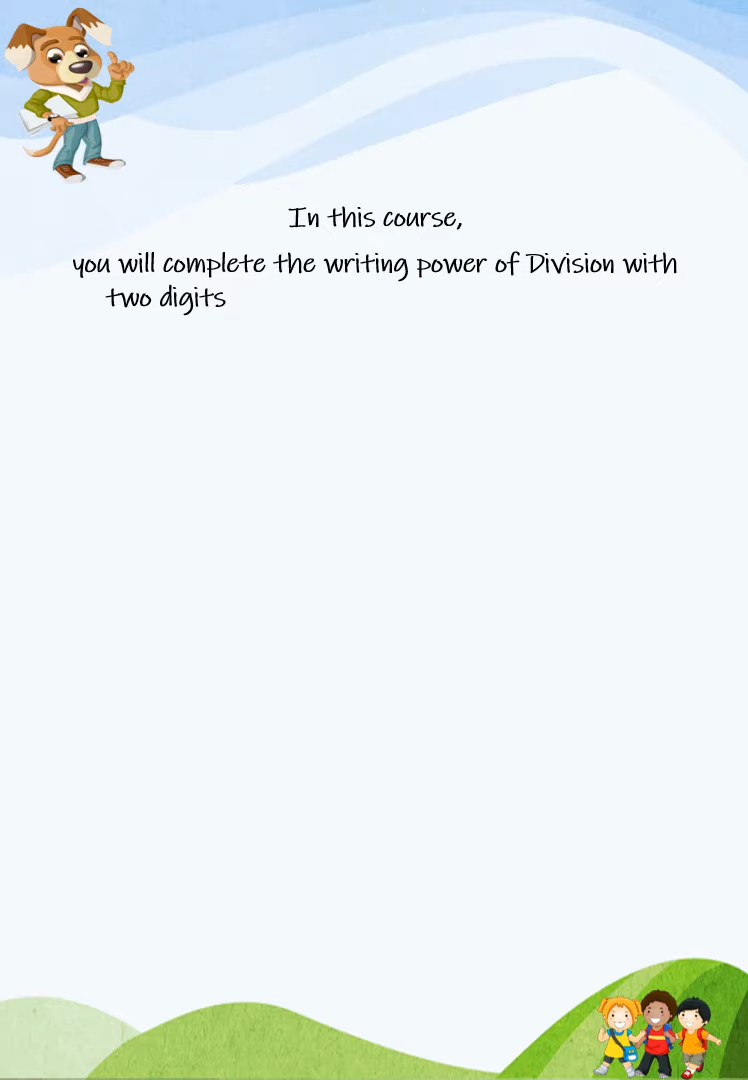 In this course,
you will complete the writing power of Division with
two digits